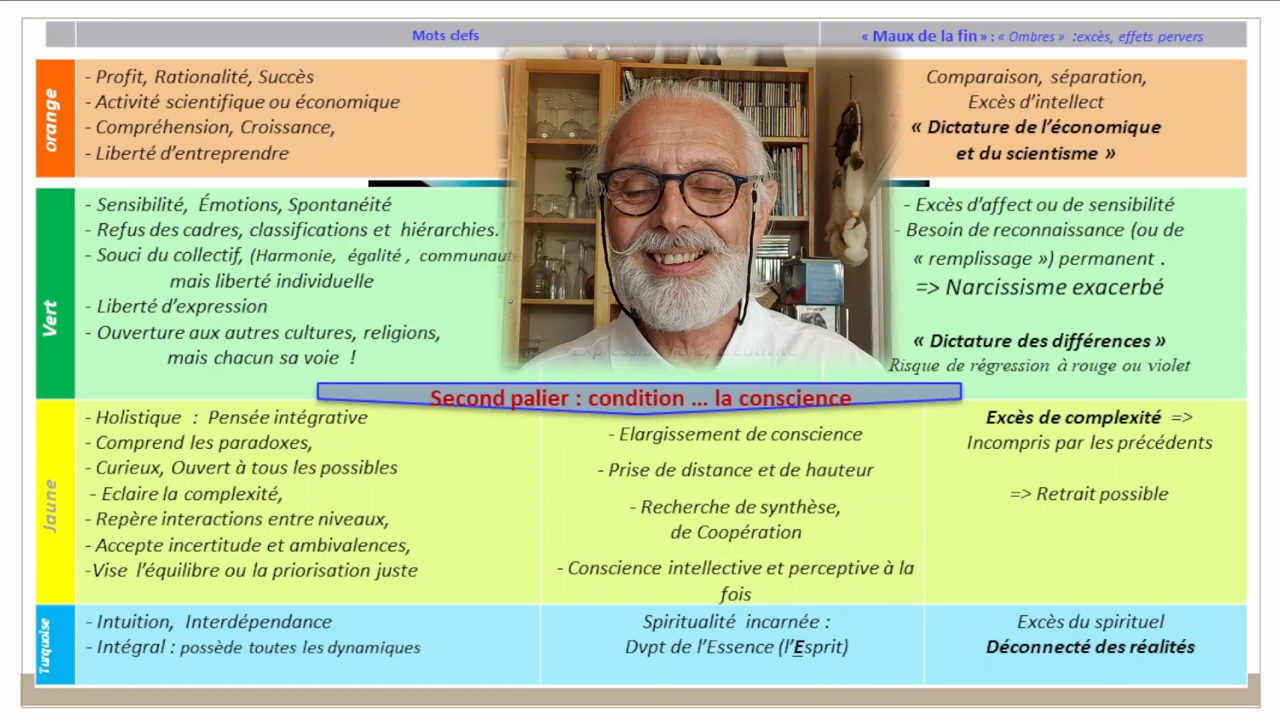 Mots clefs
« Maux de la fin » : « Ombres » :excès, effets pervers
orange
- Profit, Rationalité, Succès
- Activité scientifique ou économique
- Compréhension, Croissance,
- Liberté d'entreprendre
Comparaison, séparation,
Excès d'intellect
« Dictature de l'économique
et du scientisme »
Vert
- Sensibilité, Émotions, Spontanéité
- Refus des cadres, classifications et hiérarchies.
- Souci du collectif, (Harmonie, égalité , communauté
mais liberté individuelle
- Liberté d'expression
- Ouverture aux autres cultures, religions,
mais chacun sa voie !
- Excès d'affect ou de sensibilité
- Besoin de reconnaissance (ou de
« remplissage ») permanent .
=> Narcissisme exacerbé
« Dictature des différences »
Risque de régression à rouge ou violet
Second palier : condition ... la conscience
Jaune
- Holistique : Pensée intégrative
- Comprend les paradoxes,
- Curieux, Ouvert à tous les possibles
- Eclaire la complexité,
- Repère interactions entre niveaux,
- Accepte incertitude et ambivalences,
-Vise l'équilibre ou la priorisation juste
- Elargissement de conscience
- Prise de distance et de hauteur
- Recherche de synthèse,
de Coopération
- Conscience intellective et perceptive à la
fois
Excès de complexité =>
Incompris par les précédents
=> Retrait possible
Turquoise
- Intuition, Interdépendance
- Intégral : possède toutes les dynamiques
Spiritualité incarnée :
Dvpt de l'Essence (l'Esprit)
Excès du spirituel
Déconnecté des réalités